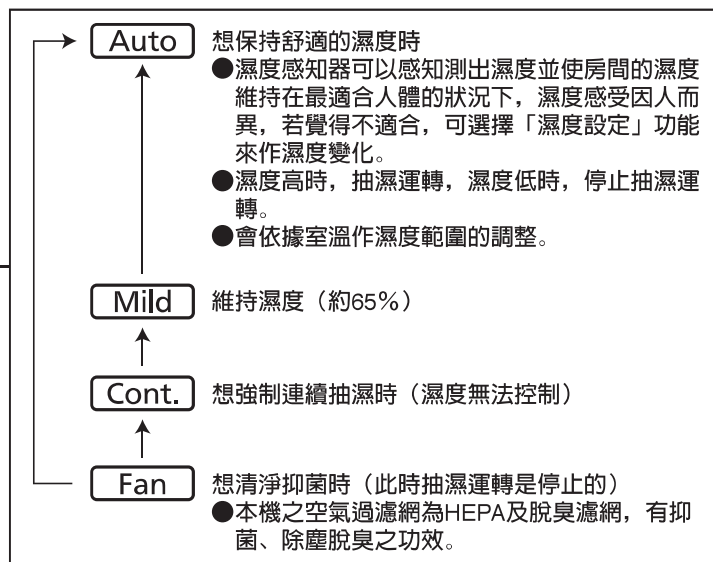 Auto 想保持舒適的濕度時
●濕度感知器可以感知測出濕度並使房間的濕度
維持在最適合人體的狀況下，濕度感受因人而
異，若覺得不適合，可選擇「濕度設定」功能
來作濕度變化。
●濕度高時，抽濕運轉，濕度低時，停止抽濕運
轉。
●會依據室溫作濕度範圍的調整。
Mild 維持濕度（約65%）
Cont. 想強制連續抽濕時（濕度無法控制）
Fan 想清淨抑菌時（此時抽濕運轉是停止的）
●本機之空氣過濾網為HEPA及脫臭濾網，有抑
菌、除塵脫臭之功效。